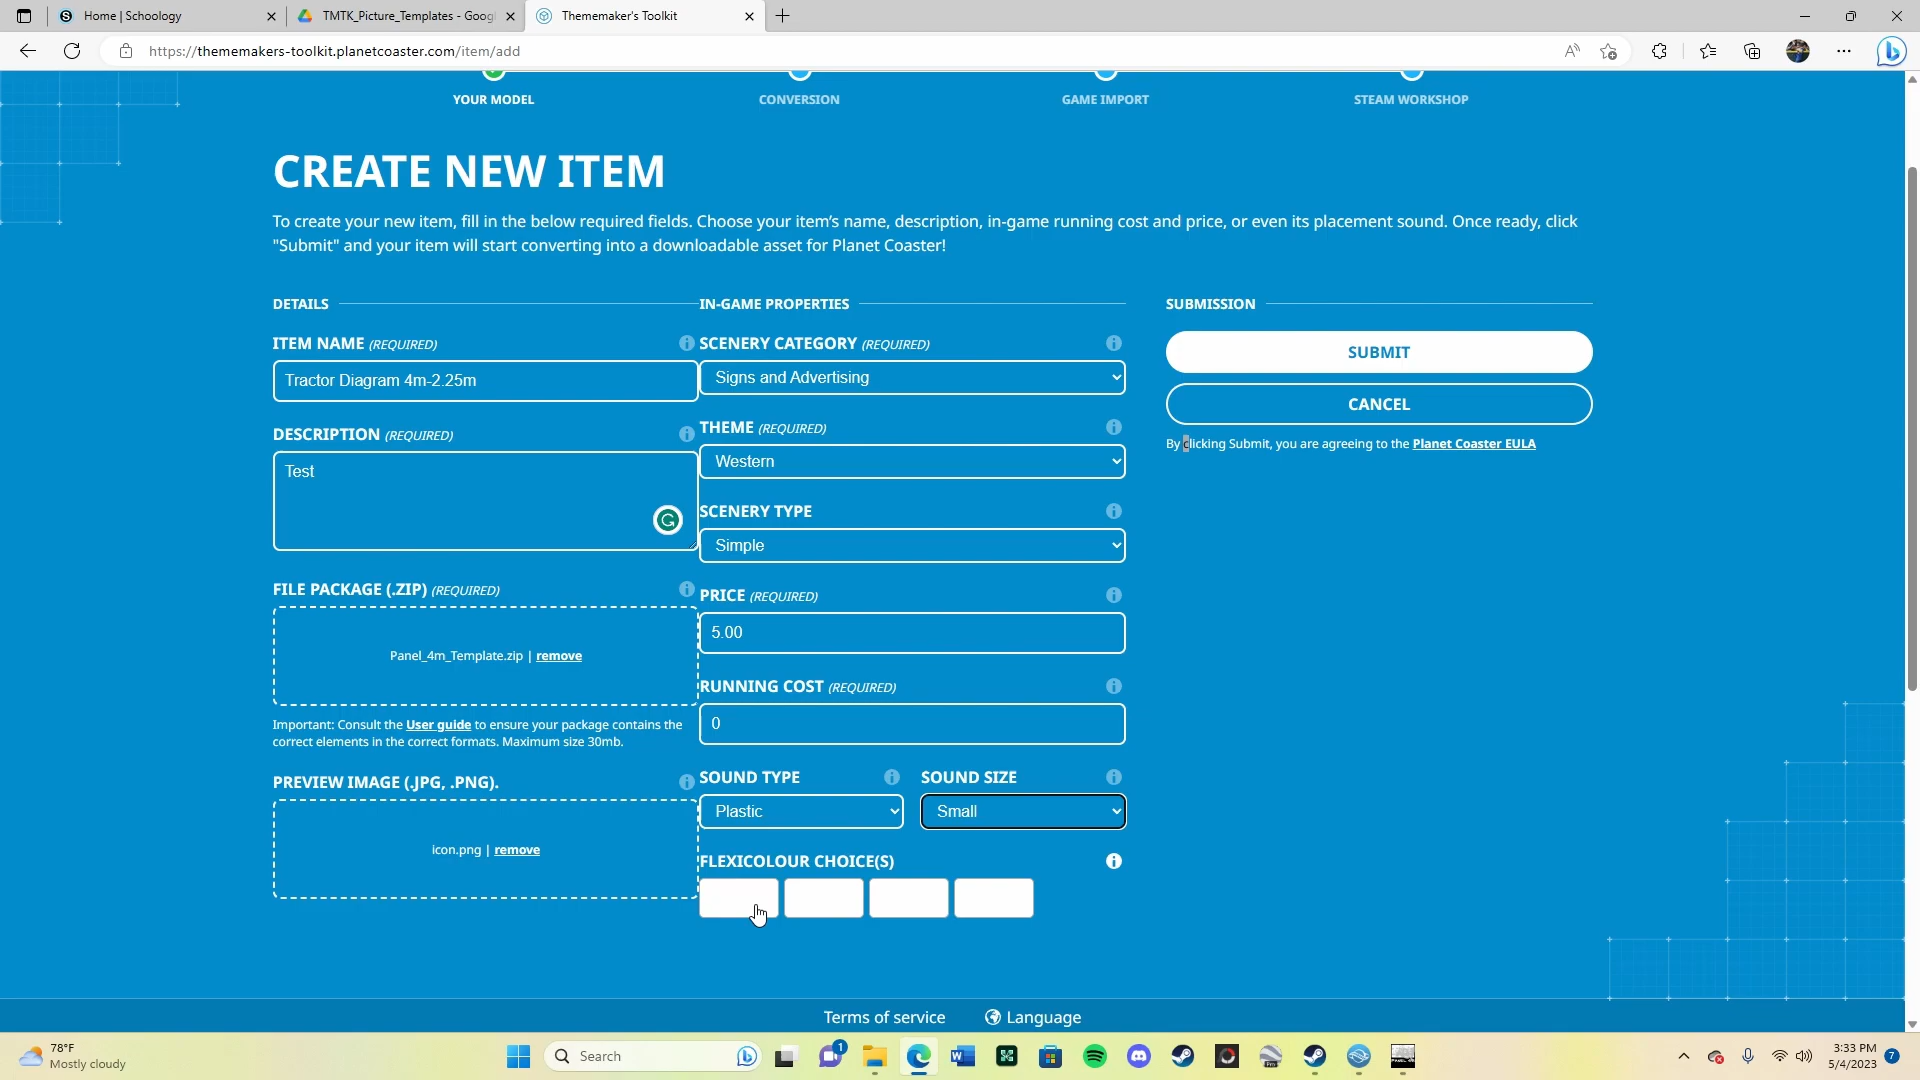 Home | Schoology
TMTK_Picture_Templates - Googl
Thememaker's Toolkit
https://thememakers-toolkit.planetcoaster.com/item/add
YOUR MODEL
CONVERSION
GAME IMPORT
STEAM WORKSHOP
CREATE NEW ITEM
To create your new item, fill in the below required fields. Choose your item's name, description, in-game running cost and price, or even its placement sound. Once ready, click
"Submit" and your item will start converting into a downloadable asset for Planet Coaster!
DETAILS
ITEM NAME (REQUIRED)
Tractor Diagram 4m-2.25m
DESCRIPTION (REQUIRED)
Test
FILE PACKAGE (.ZIP) (REQUIRED)
Panel_4m_Template.zip | remove
Important: Consult the User guide to ensure your package contains the
correct elements in the correct formats. Maximum size 30mb.
PREVIEW IMAGE (.JPG, .PNG).
icon.png | remove
IN-GAME PROPERTIES
SCENERY CATEGORY (REQUIRED)
Signs and Advertising
THEME (REQUIRED)
Western
SCENERY TYPE
Simple
PRICE (REQUIRED)
5.00
RUNNING COST (REQUIRED)
0
SOUND TYPE
Plastic
SOUND SIZE
Small
FLEXICOLOUR CHOICE(S)
SUBMISSION
SUBMIT
CANCEL
By clicking Submit, you are agreeing to the Planet Coaster EULA
Terms of service
Language
78°F
Mostly cloudy
Search
1
3:33 PM
5/4/2023
7